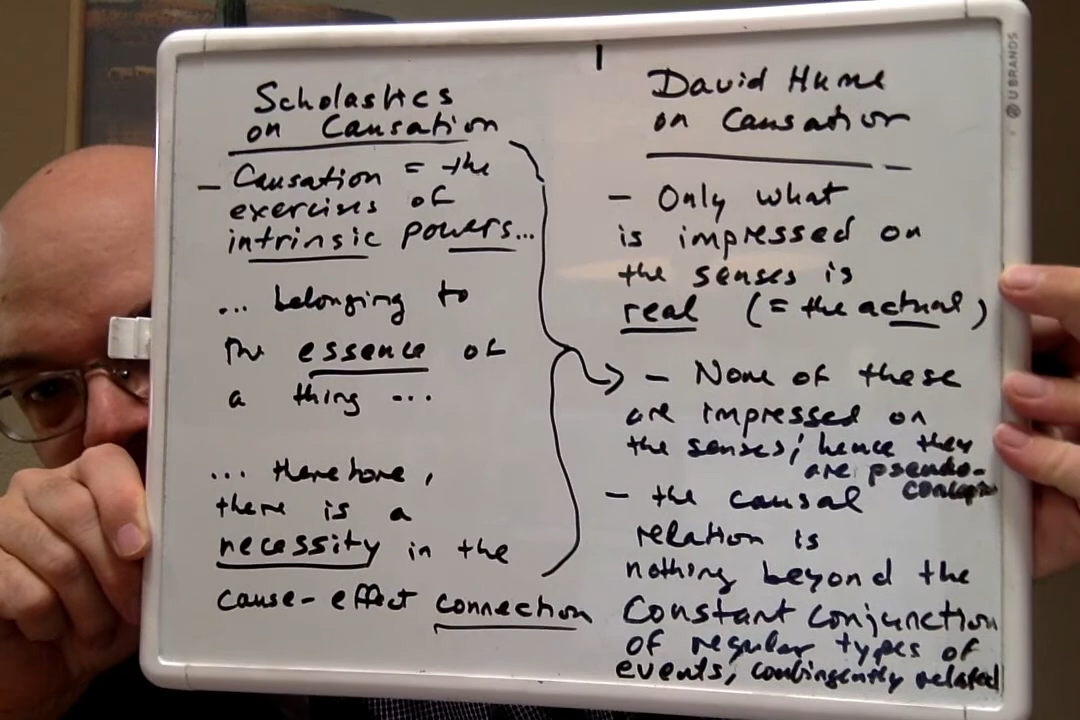 Scholastics
on Causation
– Causation = the
exercises of
intrinsic powers...
... belonging to
the essence of
a thing ...
... therefore,
there is a
necessity in the
cause-effect connection
David Hume
on Causation
– Only what
is impressed on
the senses is
real (= the actual)
– None of these
are impressed on
the senses; hence they
are pseudo-
concepts
– the causal
relation is
nothing beyond the
Constant Conjunction
of regular types of
events, contingently related
U BRANDS